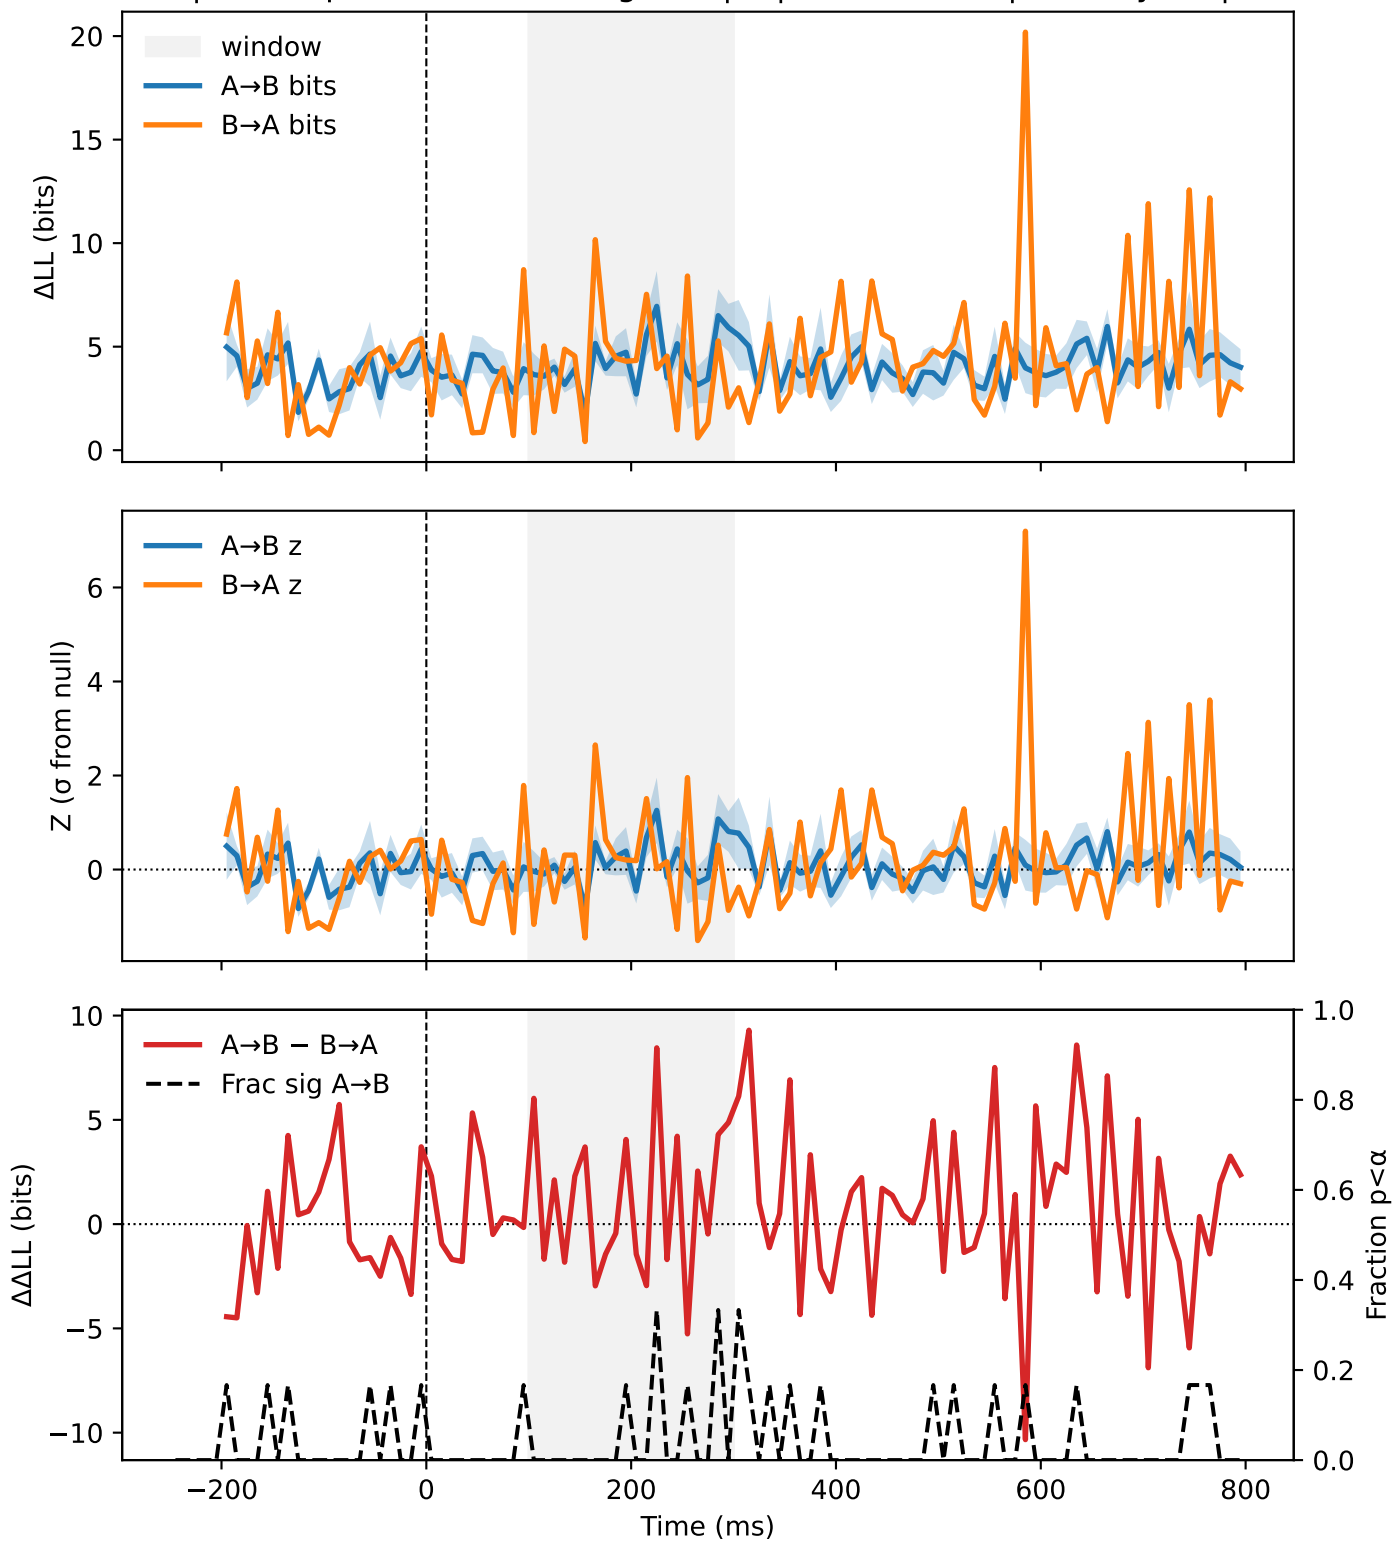 20
15
10
5
0
ΔLL (bits)
window
A→B bits
B→A bits
6
4
2
0
Z (σ from null)
A→B z
B→A z
10
5
0
−5
−10
ΔΔLL (bits)
A→B − B→A
Frac sig A→B
1.0
0.8
0.6
0.4
0.2
0.0
Fraction p<α
−200 0 200 400 600 800
Time (ms)